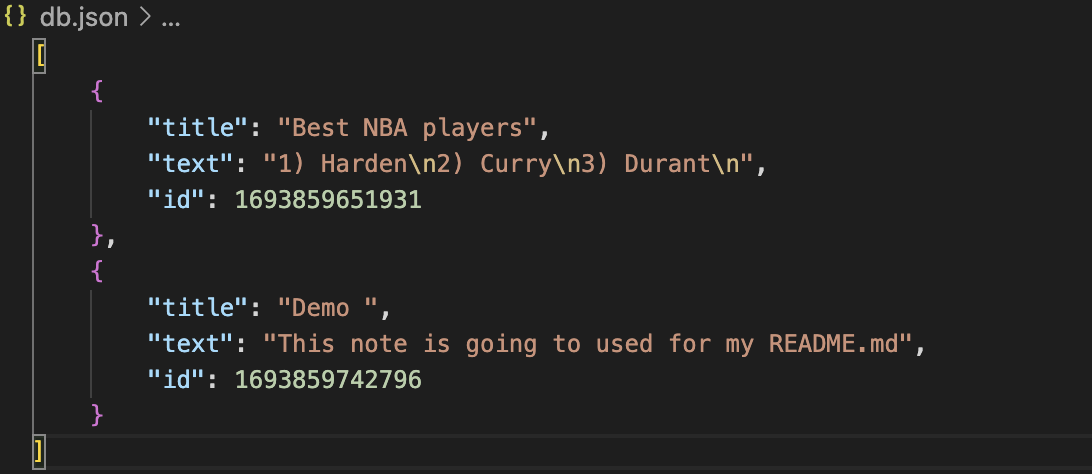 {} db.json > ...
[
{
"title": "Best NBA players",
"text": "1) Harden\n2) Curry\n3) Durant\n",
"id": 1693859651931
},
{
"title": "Demo ",
"text": "This note is going to used for my README.md",
"id": 1693859742796
}
]